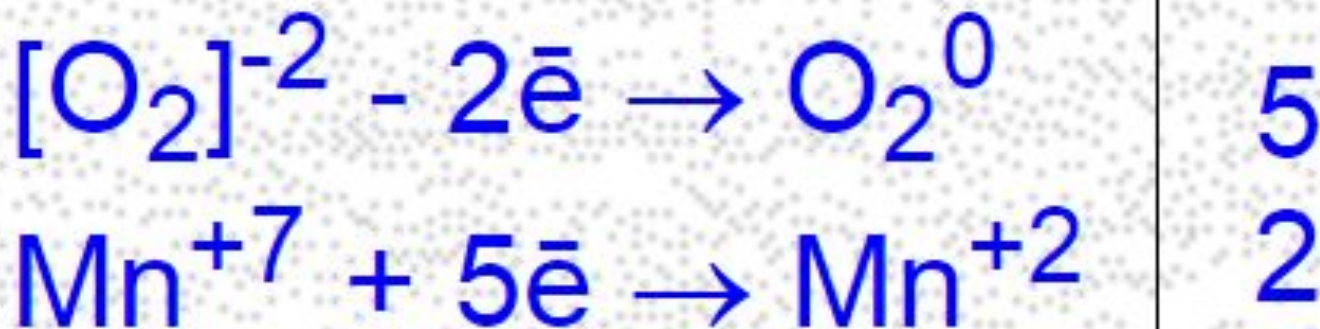 [O₂]⁻² - 2ē → O₂⁰ | 5
Mn⁺⁷ + 5ē → Mn⁺² | 2